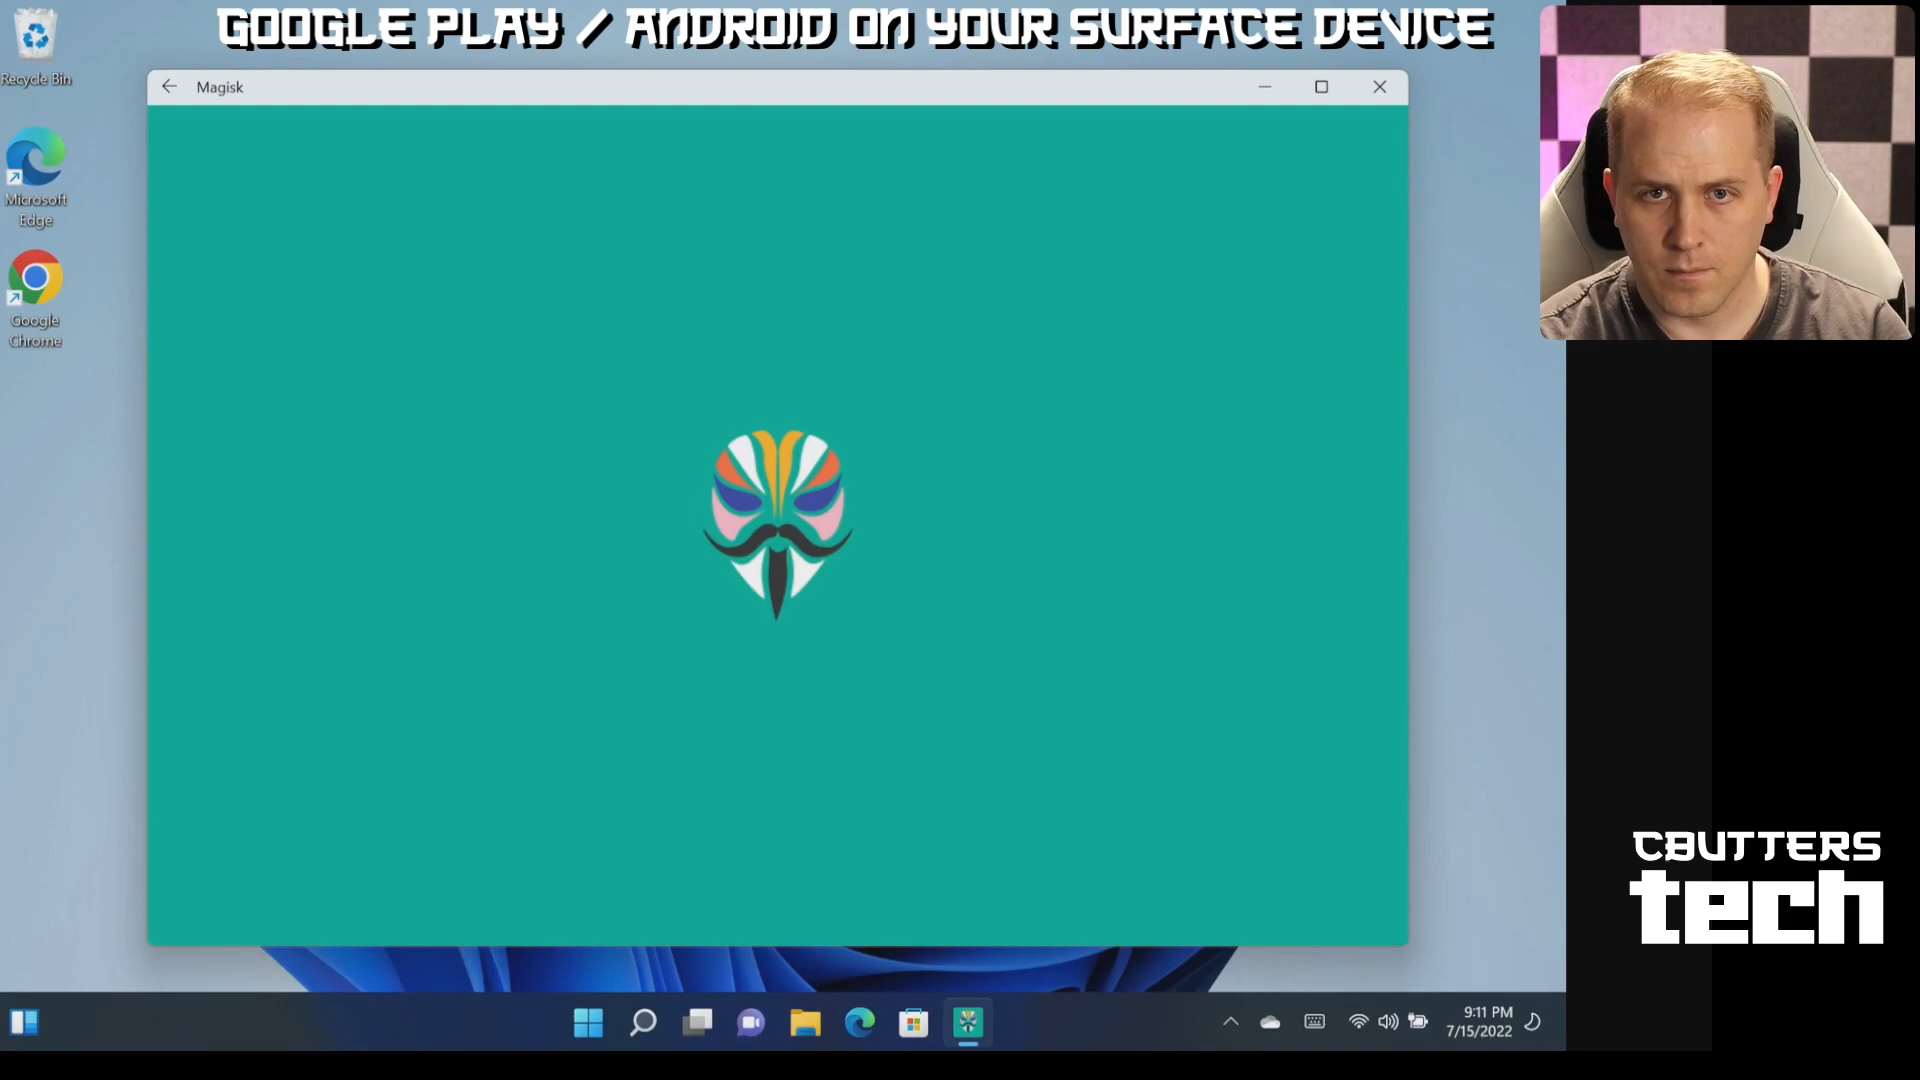 GOOGLE PLAY / ANDROID ON YOUR SURFACE DEVICE
Recycle Bin
Magisk
Microsoft
Edge
Google
Chrome
CBUTTERS
tech
9:11 PM
7/15/2022